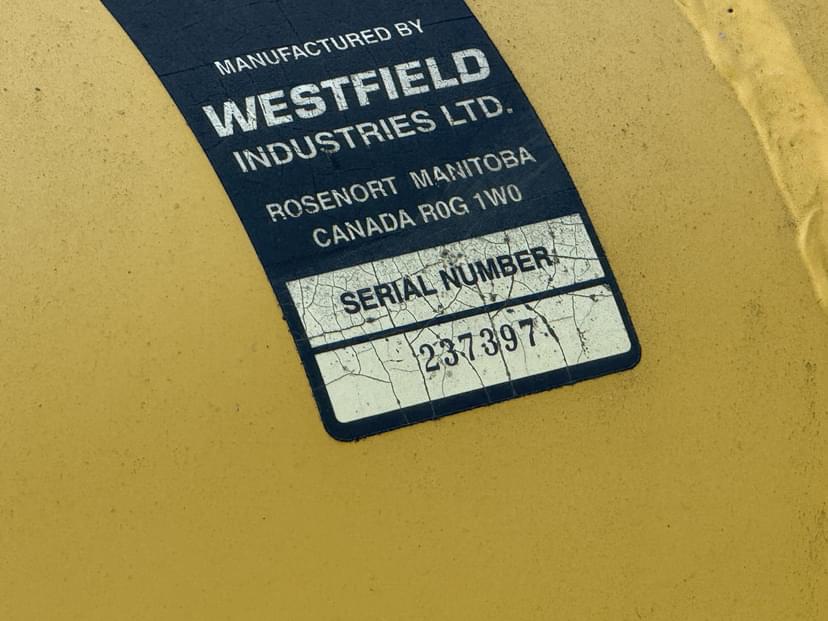 MANUFACTURED BY
WESTFIELD
INDUSTRIES LTD.
ROSENORT MANITOBA
CANADA R0G 1W0
SERIAL NUMBER
237397